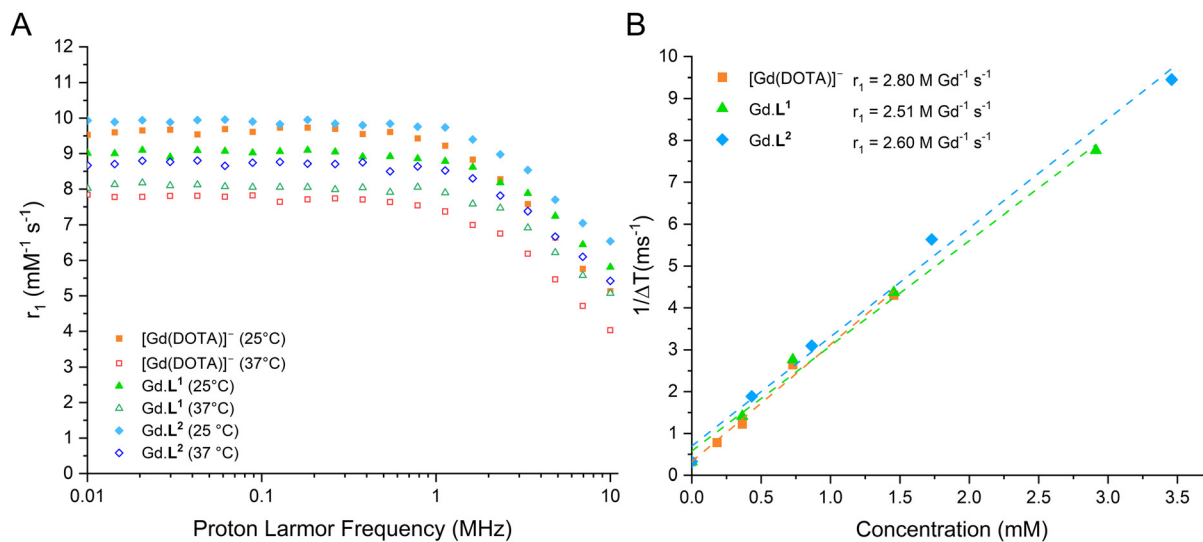 A
12
11
10
9
8
7
6
5
4
3
2
1
0
r₁ (mM⁻¹ s⁻¹)
[Gd(DOTA)]⁻ (25°C)
[Gd(DOTA)]⁻ (37°C)
Gd.L¹ (25°C)
Gd.L¹ (37°C)
Gd.L² (25 °C)
Gd.L² (37 °C)
0.01 0.1 1 10
Proton Larmor Frequency (MHz)
B
10
9
8
7
6
5
4
3
2
1
0
1/ΔT(ms⁻¹)
[Gd(DOTA)]⁻ r₁ = 2.80 M Gd⁻¹ s⁻¹
Gd.L¹ r₁ = 2.51 M Gd⁻¹ s⁻¹
Gd.L² r₁ = 2.60 M Gd⁻¹ s⁻¹
0.0 0.5 1.0 1.5 2.0 2.5 3.0 3.5
Concentration (mM)